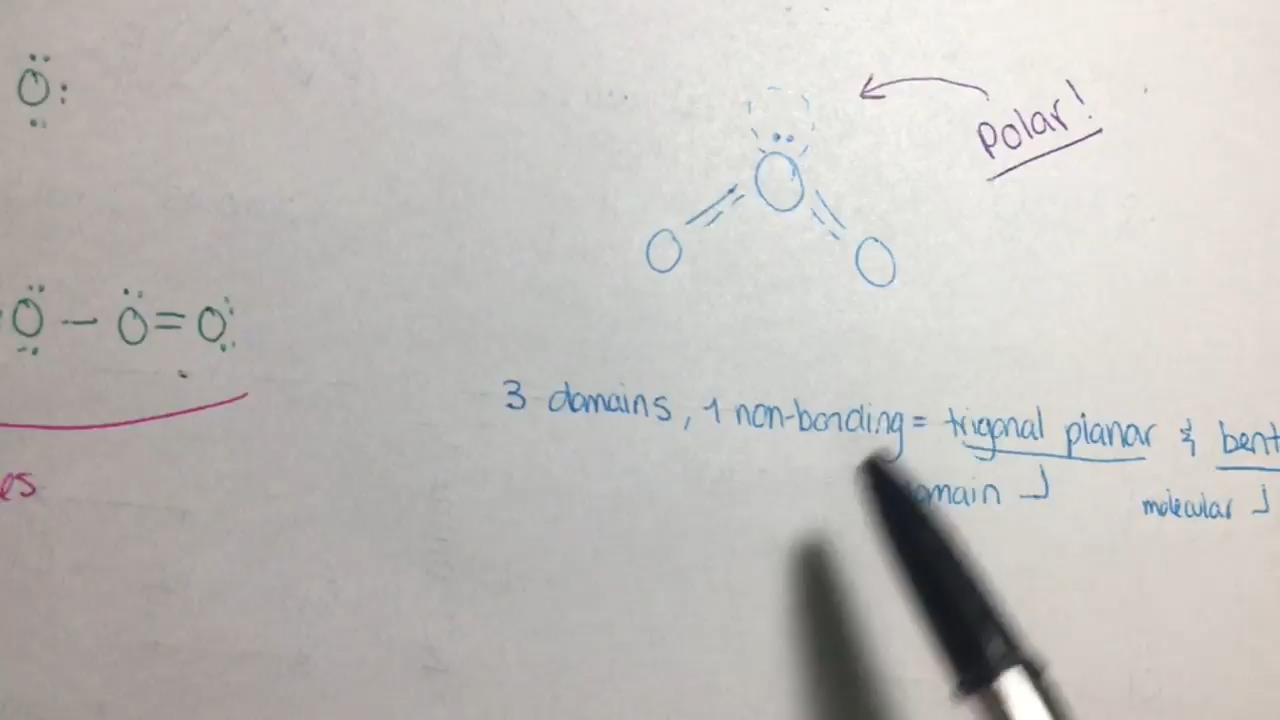 O:
Polar!
O
O O
O - O = O
3 domains, 1 non-bonding = trigonal planar & bent
es
omain
molecular